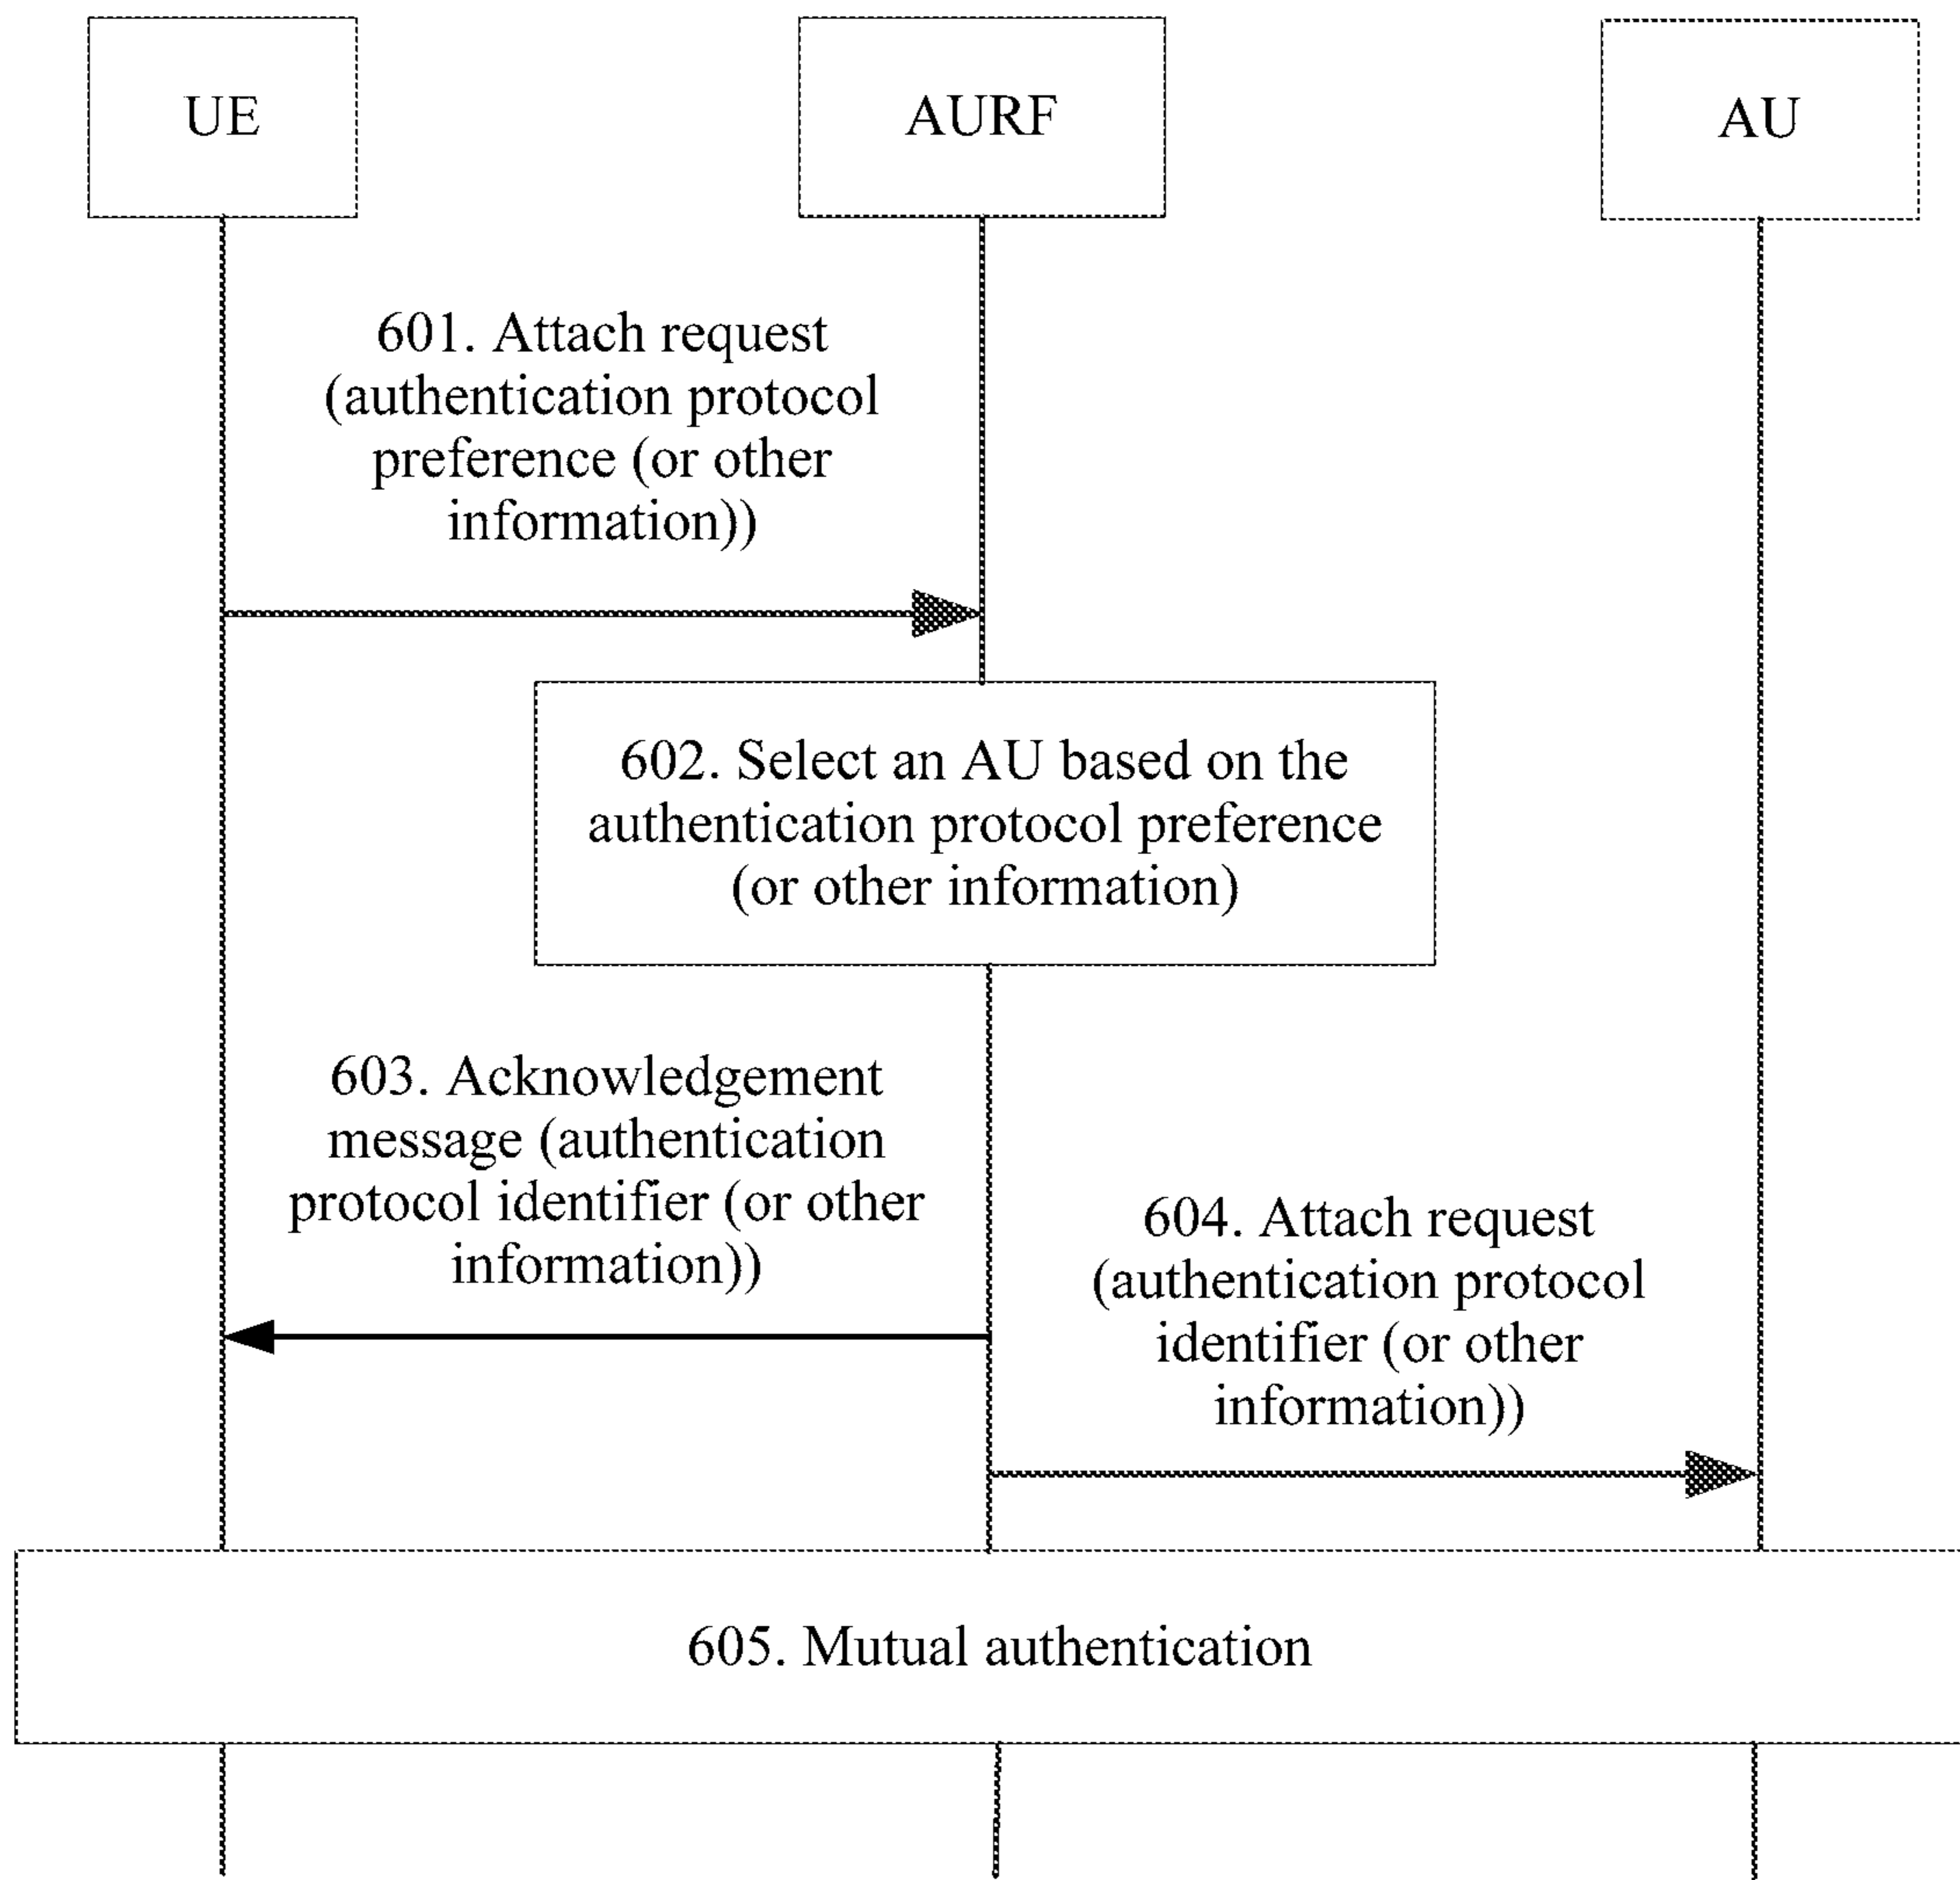 UE
AURF
AU
601. Attach request
(authentication protocol
preference (or other
information))
602. Select an AU based on the
authentication protocol preference
(or other information)
603. Acknowledgement
message (authentication
protocol identifier (or other
information))
604. Attach request
(authentication protocol
identifier (or other
information))
605. Mutual authentication